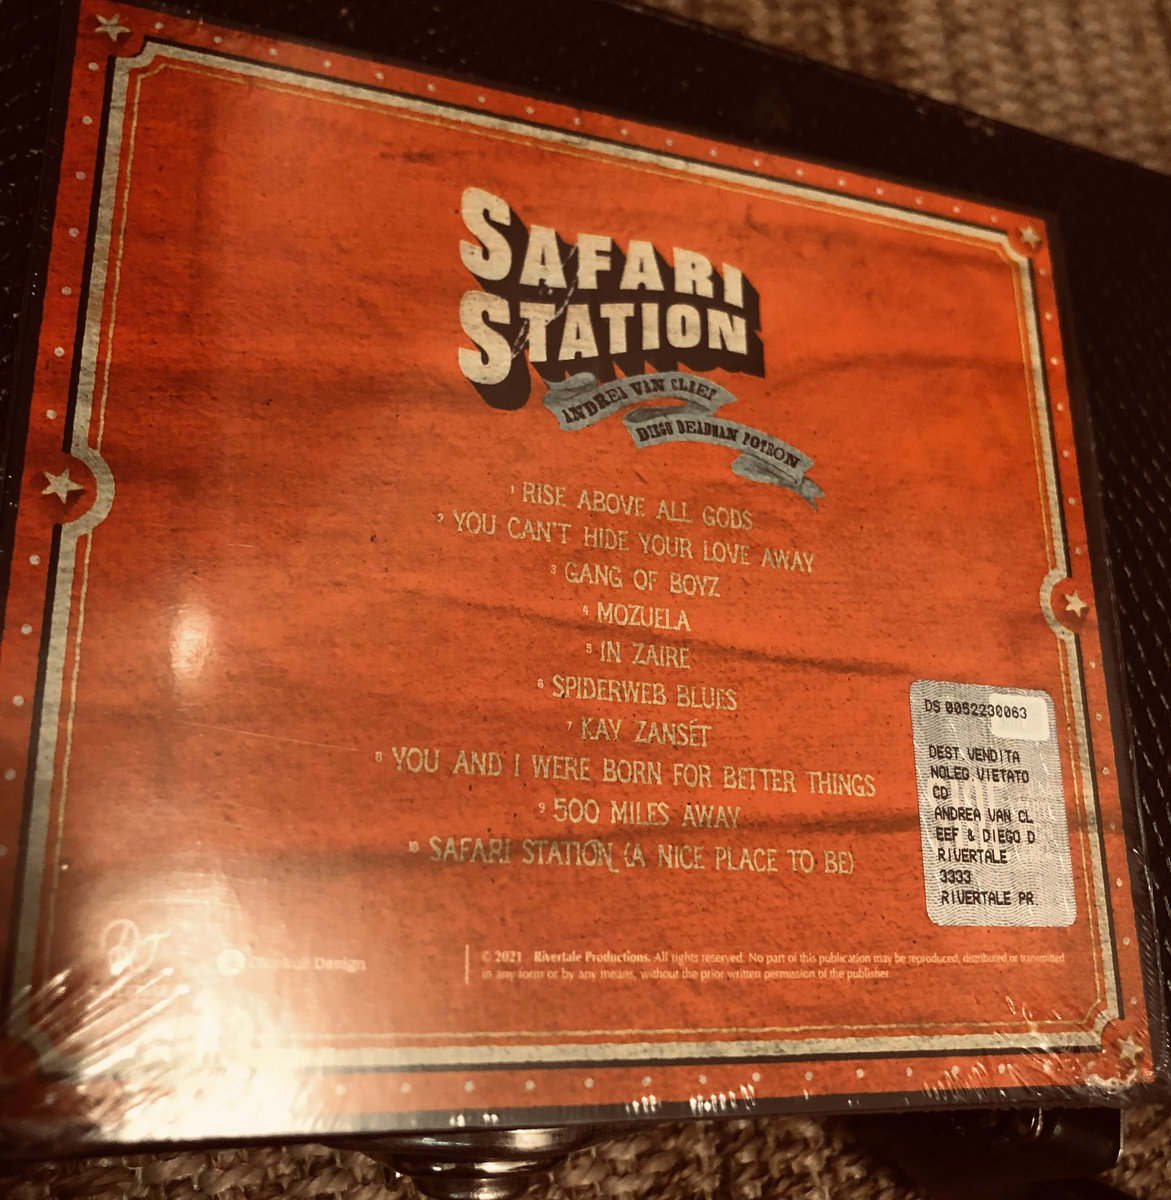 SAFARI
STATION
ANDREA VAN CLEEF
DIEGO DEADMAN POTRON
1 RISE ABOVE ALL GODS
2 YOU CAN'T HIDE YOUR LOVE AWAY
3 GANG OF BOYZ
4 MOZUELA
5 IN ZAIRE
6 SPIDERWEB BLUES
7 KAY ZANSÉT
8 YOU AND I WERE BORN FOR BETTER THINGS
9 500 MILES AWAY
10 SAFARI STATION (A NICE PLACE TO BE)
DS 0052230063
DEST.VENDITA
NOLEG.VIETATO
CD
ANDREA VAN CL
EEF & DIEGO D
RIVERTALE
3333
RIVERTALE PR.
Design
© 2021 Rivertale Productions. All rights reserved. No part of this publication may be reproduced, distributed or transmitted
in any form or by any means, without the prior written permission of the publisher